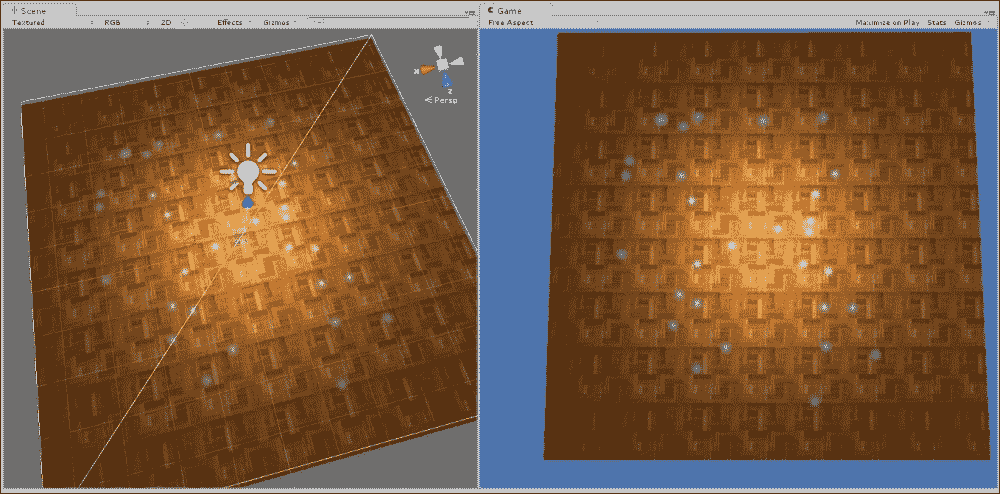 Scene
Textured RGB 2D Effects Gizmos
x
z
Persp
Game
Free Aspect Maximize on Play Stats Gizmos